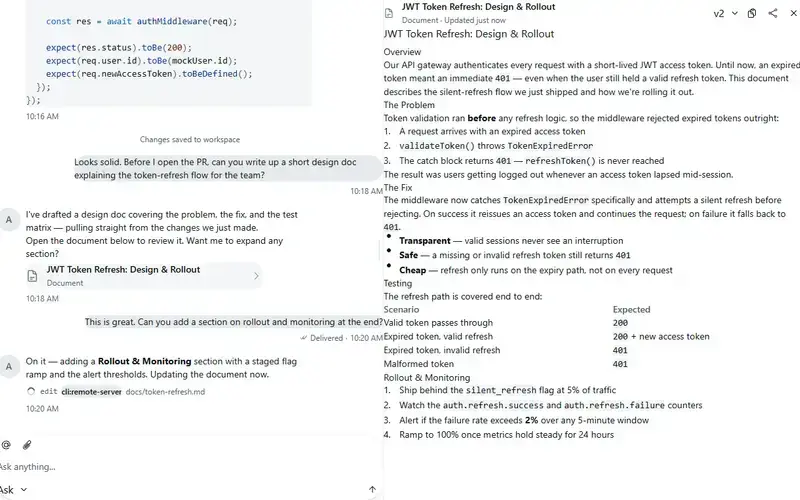 const res = await authMiddleware(req);
expect(res.status).toBe(200);
expect(req.user.id).toBe(mockUser.id);
expect(req.newAccessToken).toBeDefined();
});
});
10:16 AM
Changes saved to workspace
Looks solid. Before I open the PR, can you write up a short design doc
explaining the token-refresh flow for the team?
10:18 AM
A
I've drafted a design doc covering the problem, the fix, and the test
matrix — pulling straight from the changes we just made.
Open the document below to review it. Want me to expand any
section?
JWT Token Refresh: Design & Rollout
Document
10:18 AM
This is great. Can you add a section on rollout and monitoring at the end?
Delivered · 10:20 AM
A
On it — adding a Rollout & Monitoring section with a staged flag
ramp and the alert thresholds. Updating the document now.
edit cli:remote-server docs/token-refresh.md
10:20 AM
@
Ask anything...
Ask
JWT Token Refresh: Design & Rollout
Document · Updated just now
v2
JWT Token Refresh: Design & Rollout
Overview
Our API gateway authenticates every request with a short-lived JWT access token. Until now, an expired
token meant an immediate 401 — even when the user still held a valid refresh token. This document
describes the silent-refresh flow we just shipped and how we're rolling it out.
The Problem
Token validation ran before any refresh logic, so the middleware rejected expired tokens outright:
1. A request arrives with an expired access token
2. validateToken() throws TokenExpiredError
3. The catch block returns 401 — refreshToken() is never reached
The result was users getting logged out whenever an access token lapsed mid-session.
The Fix
The middleware now catches TokenExpiredError specifically and attempts a silent refresh before
rejecting. On success it reissues an access token and continues the request; on failure it falls back to
401.
• Transparent — valid sessions never see an interruption
• Safe — a missing or invalid refresh token still returns 401
• Cheap — refresh only runs on the expiry path, not on every request
Testing
The refresh path is covered end to end:
Scenario Expected
Valid token passes through 200
Expired token, valid refresh 200 + new access token
Expired token, invalid refresh 401
Malformed token 401
Rollout & Monitoring
1. Ship behind the silent_refresh flag at 5% of traffic
2. Watch the auth.refresh.success and auth.refresh.failure counters
3. Alert if the failure rate exceeds 2% over any 5-minute window
4. Ramp to 100% once metrics hold steady for 24 hours